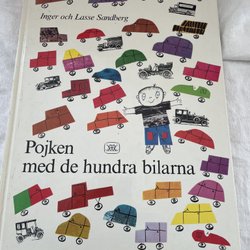 Inger och Lasse Sandberg
Pojken
med de hundra bilarna